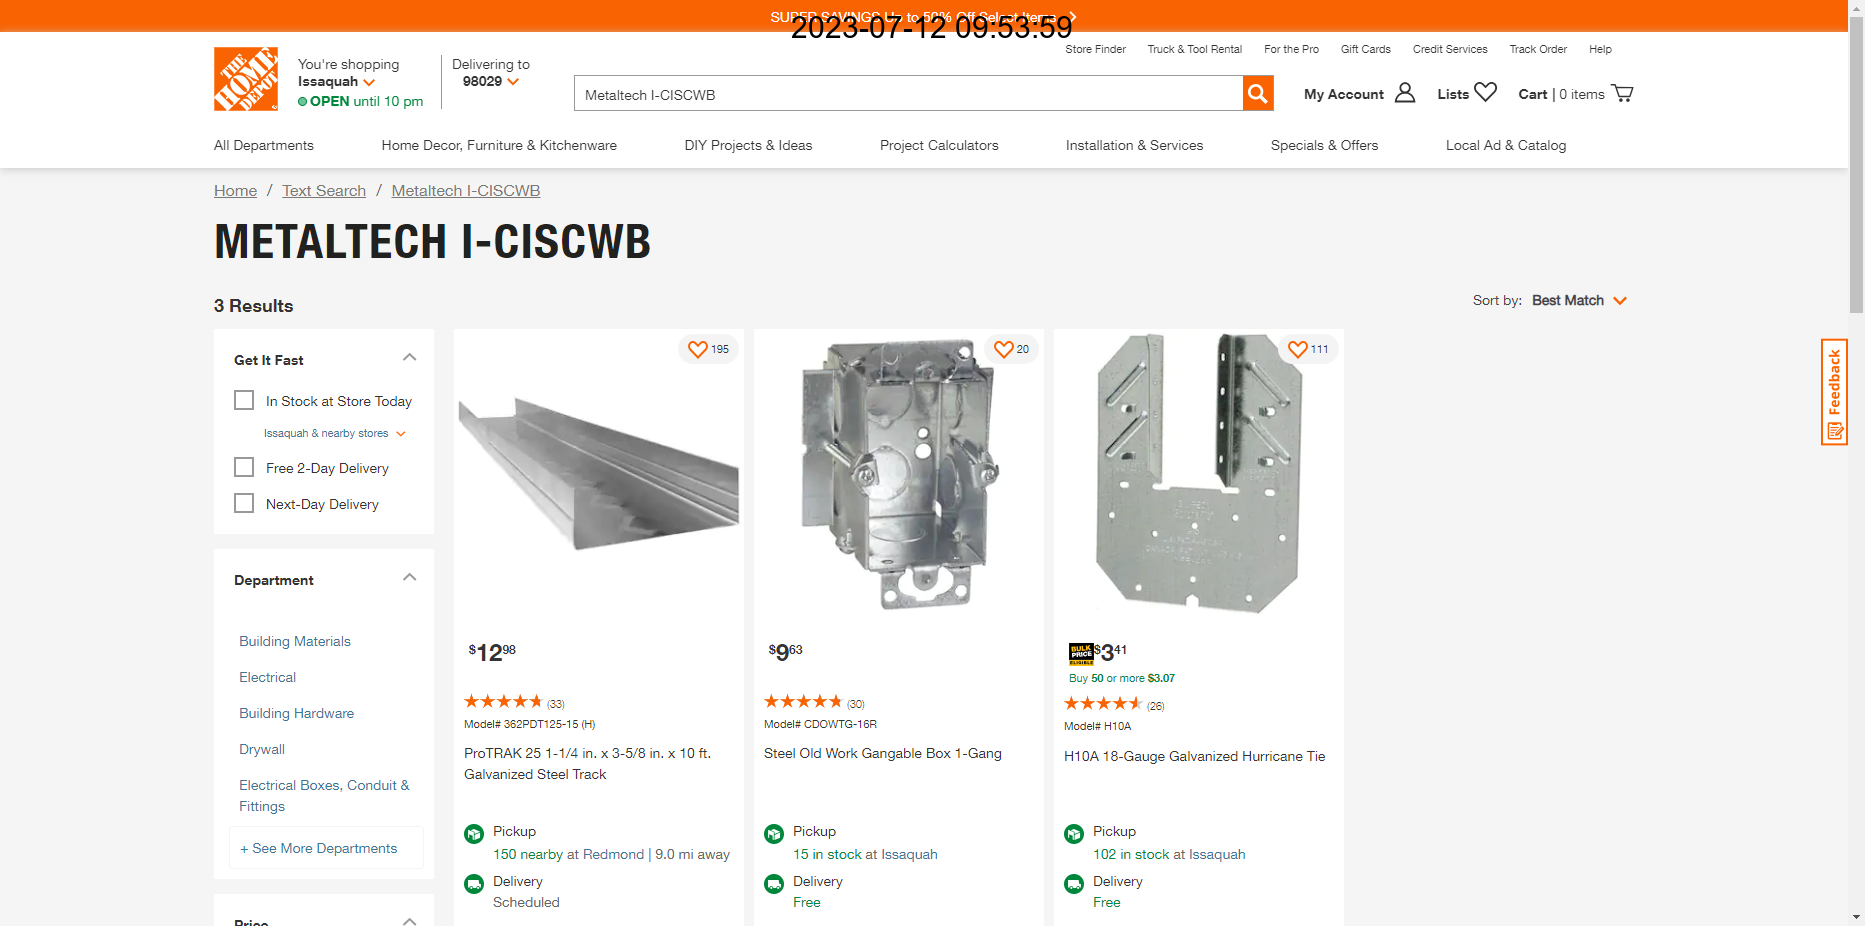 SUPER SAVINGS Up to 50% Off Select Items
2023-07-12 09:53:59
Store Finder
Truck & Tool Rental
For the Pro
Gift Cards
Credit Services
Track Order
Help
THE HOME DEPOT
You're shopping
Issaquah
OPEN until 10 pm
Delivering to
98029
Metaltech I-CISCWB
My Account
Lists
Cart | 0 items
All Departments
Home Decor, Furniture & Kitchenware
DIY Projects & Ideas
Project Calculators
Installation & Services
Specials & Offers
Local Ad & Catalog
Home / Text Search / Metaltech I-CISCWB
METALTECH I-CISCWB
3 Results
Sort by: Best Match
Get It Fast
In Stock at Store Today
Issaquah & nearby stores
Free 2-Day Delivery
Next-Day Delivery
Department
Building Materials
Electrical
Building Hardware
Drywall
Electrical Boxes, Conduit &
Fittings
+ See More Departments
Price
195
$12 98
(33)
Model# 362PDT125-15 (H)
ProTRAK 25 1-1/4 in. x 3-5/8 in. x 10 ft.
Galvanized Steel Track
Pickup
150 nearby at Redmond | 9.0 mi away
Delivery
Scheduled
20
$9 63
(30)
Model# CDOWTG-16R
Steel Old Work Gangable Box 1-Gang
Pickup
15 in stock at Issaquah
Delivery
Free
111
BULK
PRICE
ELIGIBLE
$3 41
Buy 50 or more $3.07
(26)
Model# H10A
H10A 18-Gauge Galvanized Hurricane Tie
Pickup
102 in stock at Issaquah
Delivery
Free
Feedback